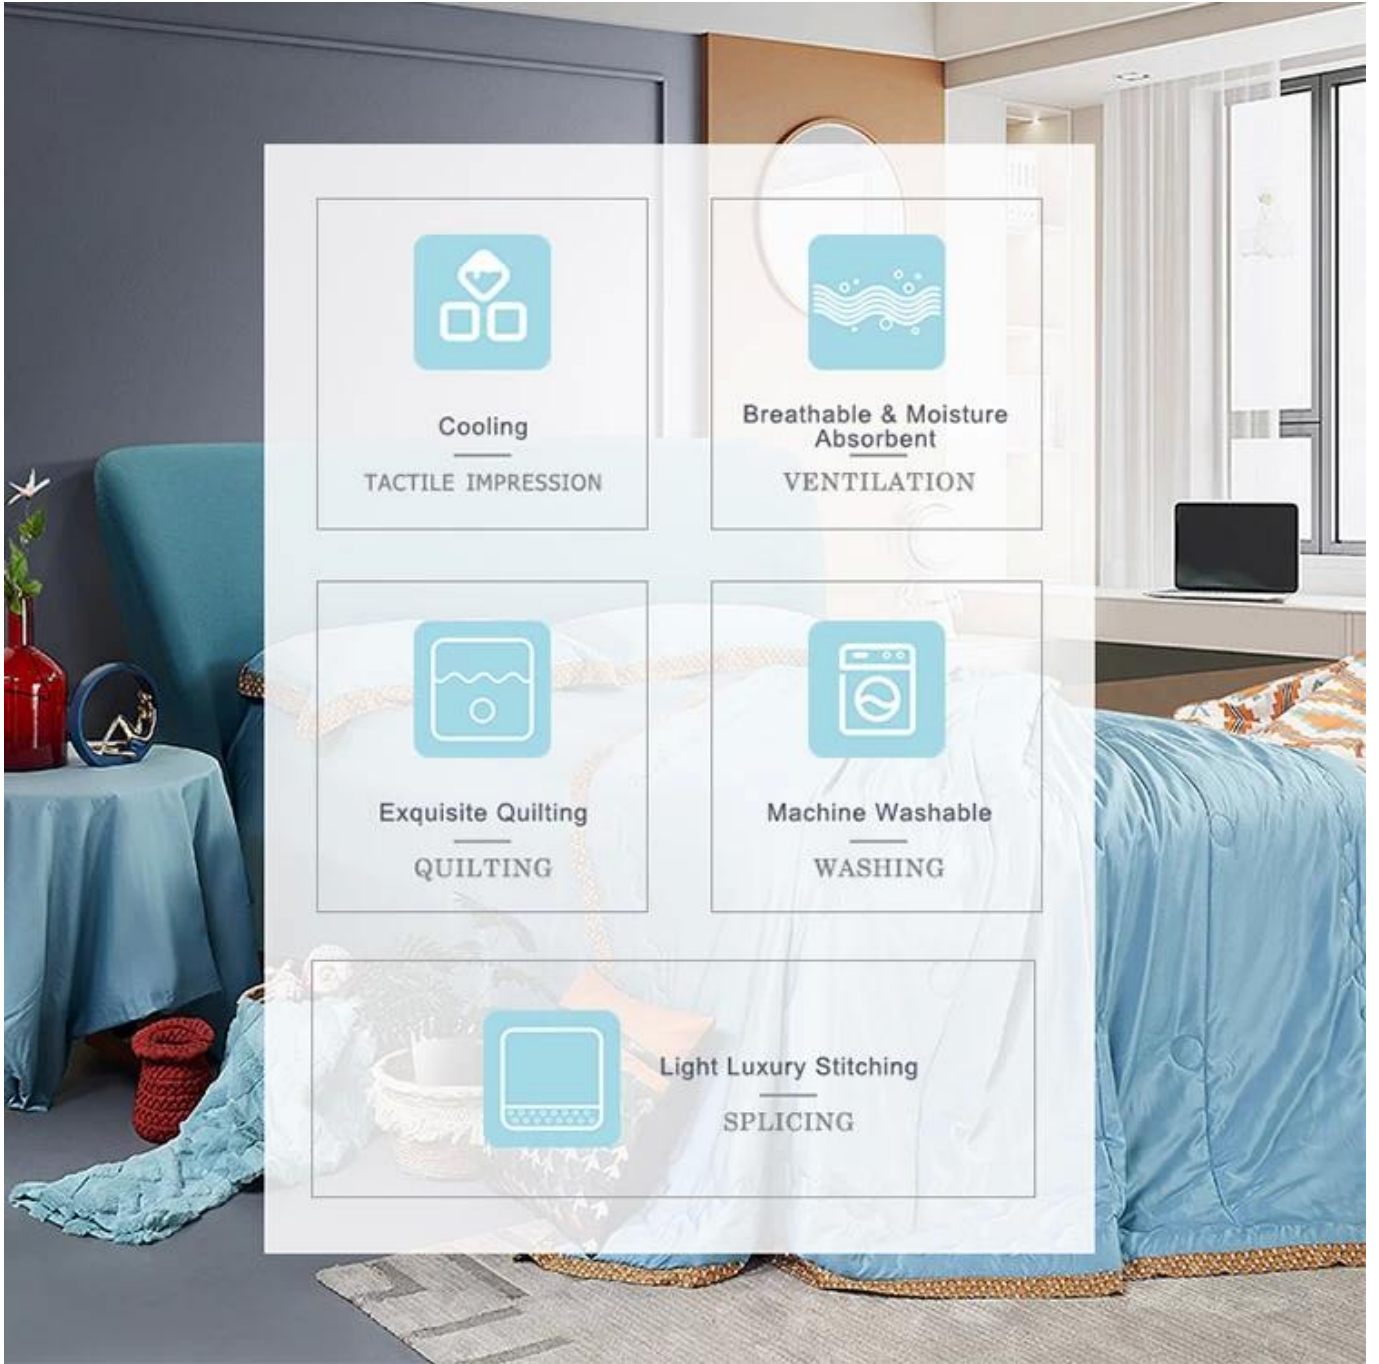 Cooling
TACTILE IMPRESSION
Breathable & Moisture
Absorbent
VENTILATION
Exquisite Quilting
QUILTING
Machine Washable
WASHING
Light Luxury Stitching
SPLICING